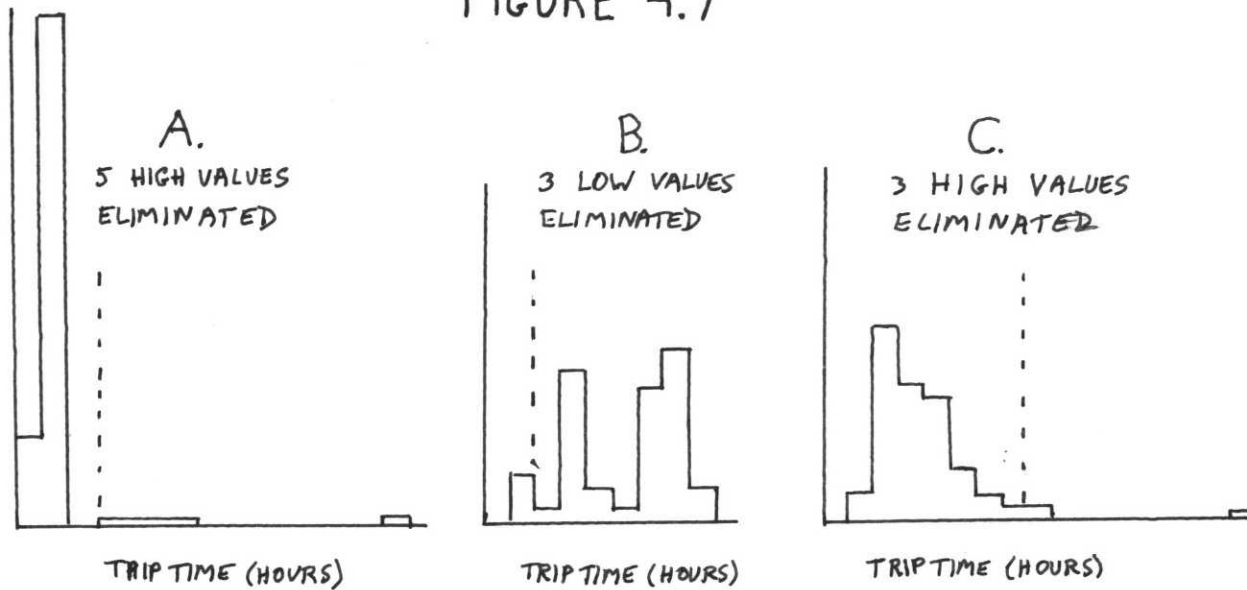 FIGURE 4.7
A.
5 HIGH VALUES
ELIMINATED
B.
3 LOW VALUES
ELIMINATED
C.
3 HIGH VALUES
ELIMINATED
TRIP TIME (HOURS)
TRIP TIME (HOURS)
TRIP TIME (HOURS)